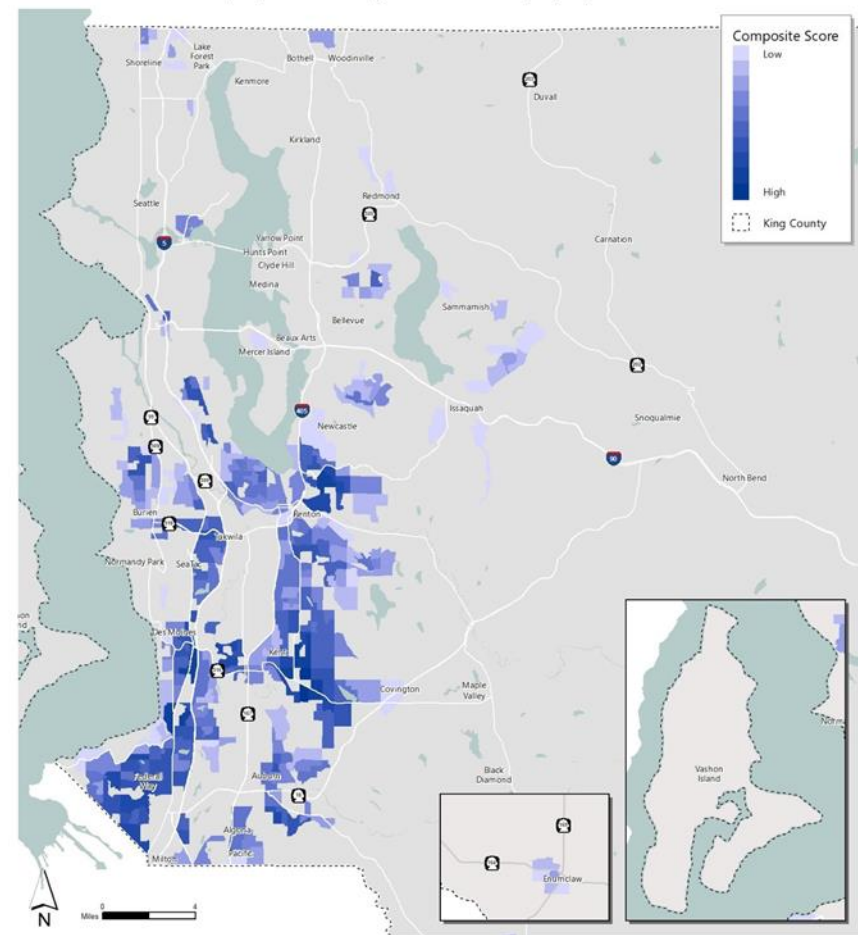 Composite Score
Low
High
King County
Shoreline
Lake
Forest
Park
Bothell
Woodinville
Kenmore
Duvall
Kirkland
Redmond
Seattle
5
Yarrow Point
Hunts Point
Clyde Hill
Medina
Carnation
Sammamish
Bellevue
Beaux Arts
Mercer Island
Issaquah
405
Newcastle
Snoqualmie
90
North Bend
Burien
Renton
Tukwila
Normandy Park
SeaTac
Des Moines
Kent
Covington
Maple
Valley
Black
Diamond
Federal
Way
Auburn
Algona
Pacific
Milton
Enumclaw
Vashon
Island
N
Miles
0
4